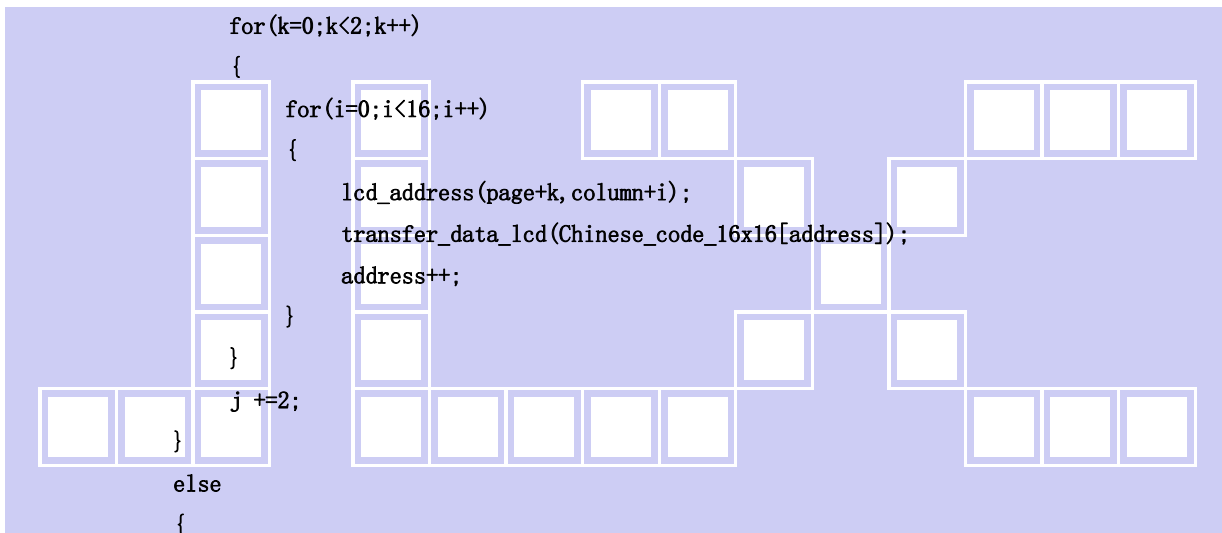 for(k=0;k<2;k++)
{
for(i=0;i<16;i++)
{
lcd_address(page+k,column+i);
transfer_data_lcd(Chinese_code_16x16[address]);
address++;
}
}
j +=2;
}
else
{